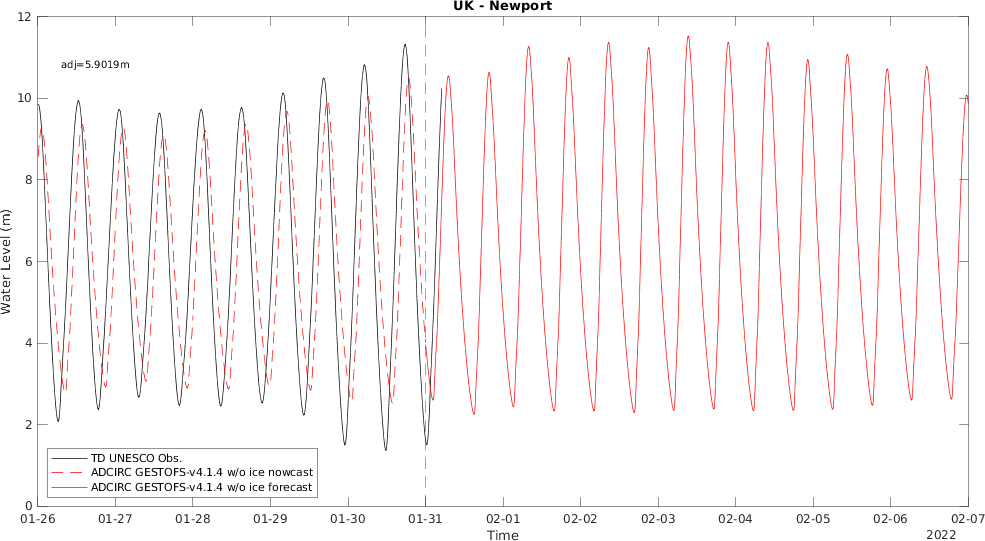 UK - Newport
12
10
8
6
4
2
0
Water Level (m)
adj=5.9019m
TD UNESCO Obs.
ADCIRC GESTOFS-v4.1.4 w/o ice nowcast
ADCIRC GESTOFS-v4.1.4 w/o ice forecast
01-26 01-27 01-28 01-29 01-30 01-31 02-01 02-02 02-03 02-04 02-05 02-06 02-07
Time
2022